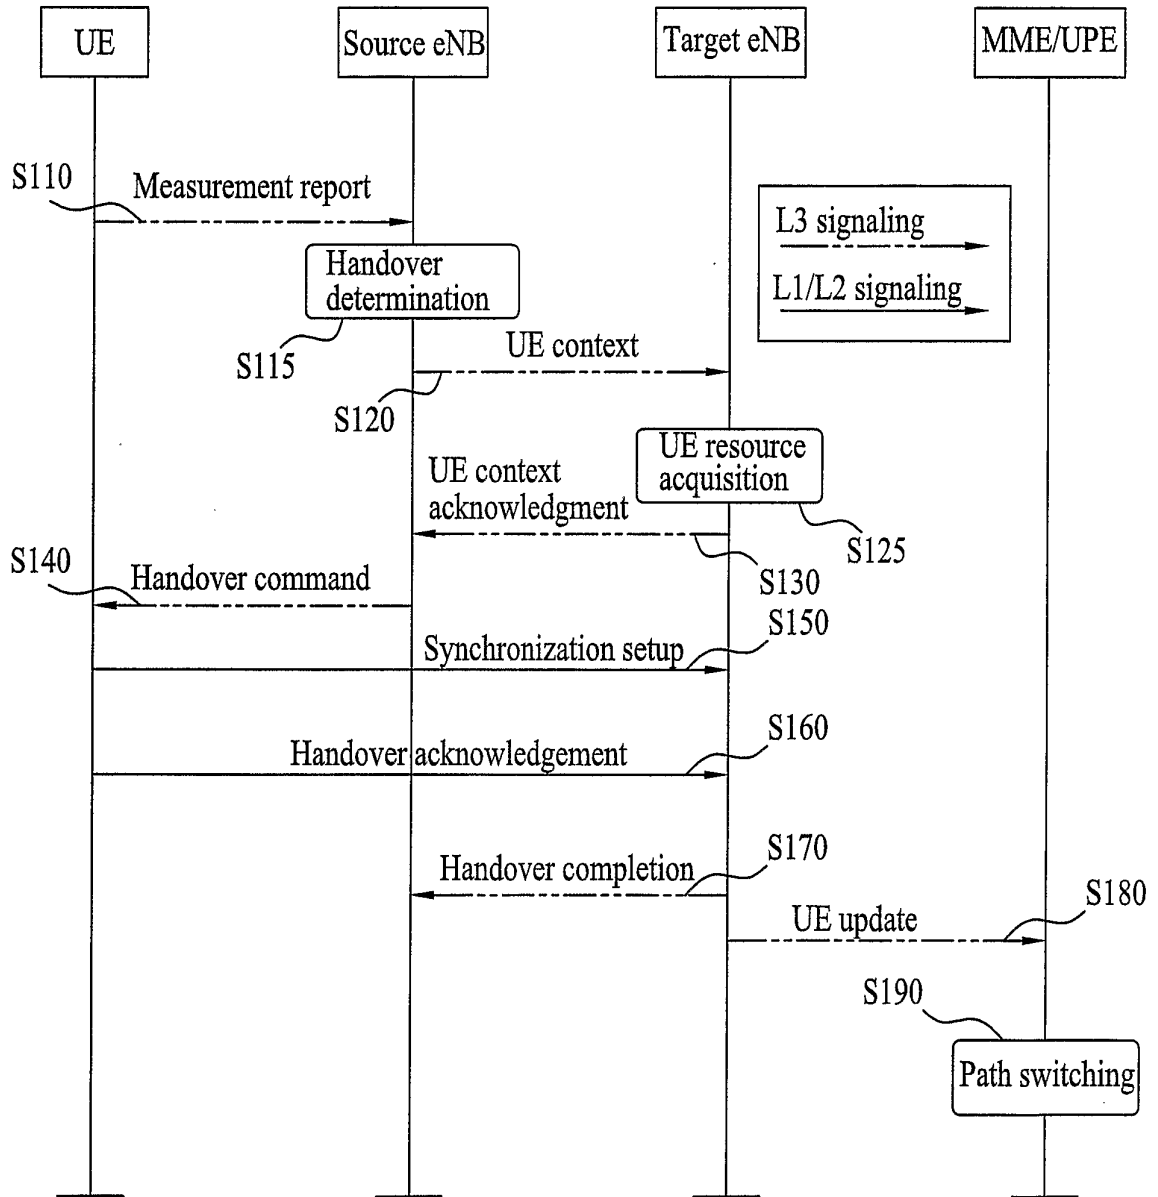 UE
Source eNB
Target eNB
MME/UPE
S110
Measurement report
L3 signaling
L1/L2 signaling
Handover
determination
S115
UE context
S120
UE resource
acquisition
S125
UE context
acknowledgment
S130
S140
Handover command
S150
Synchronization setup
S160
Handover acknowledgement
S170
Handover completion
S180
UE update
S190
Path switching